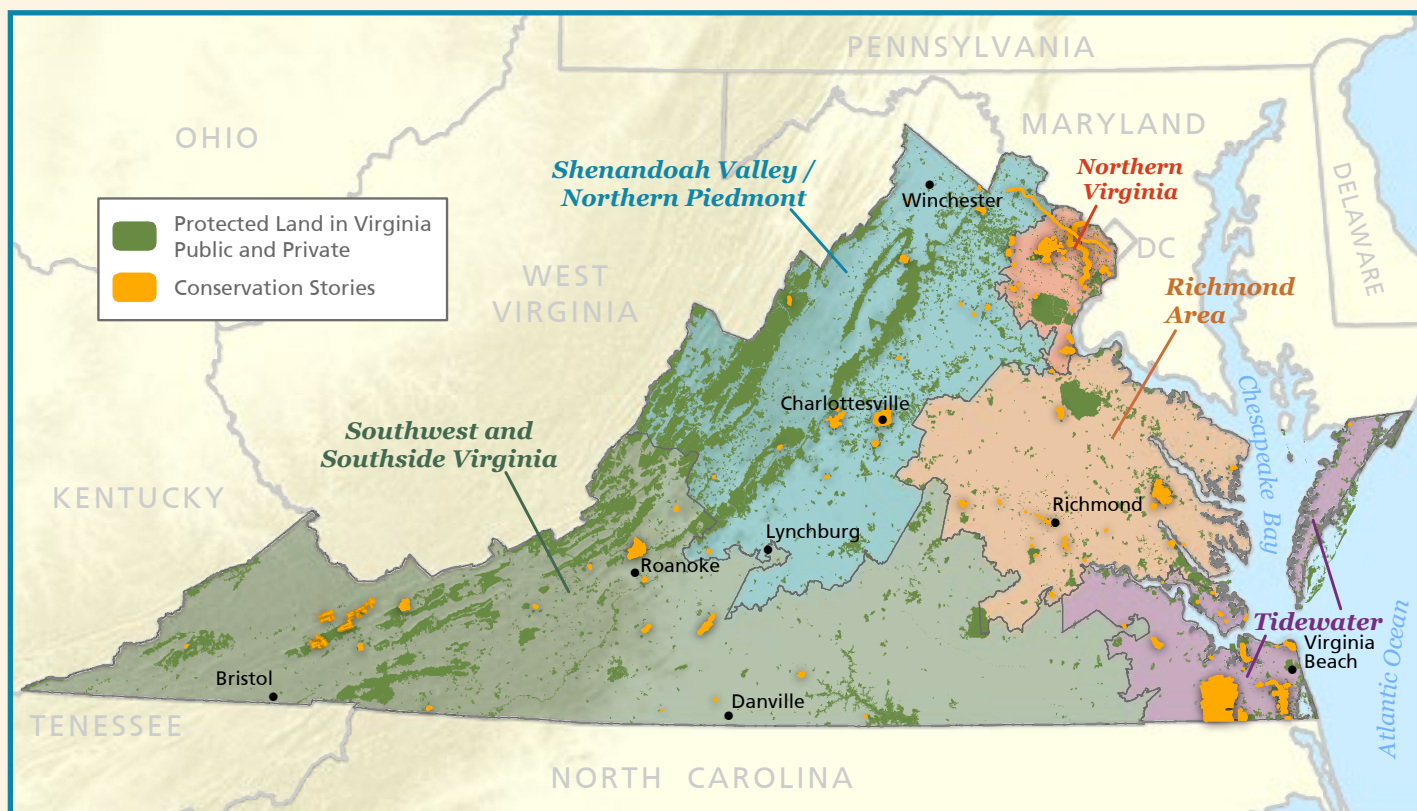 PENNSYLVANIA
OHIO
MARYLAND
DELAWARE
Shenandoah Valley /
Northern Piedmont
Northern
Virginia
Winchester
Protected Land in Virginia
Public and Private
Conservation Stories
WEST
VIRGINIA
DC
Richmond
Area
Chesapeake Bay
Charlottesville
Southwest and
Southside Virginia
KENTUCKY
Richmond
Lynchburg
Roanoke
Tidewater
Virginia
Beach
Atlantic Ocean
Bristol
Danville
TENNESSEE
NORTH CAROLINA